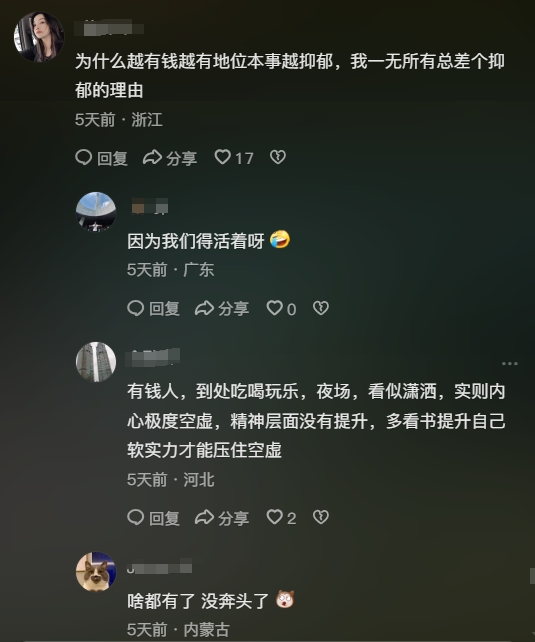 为什么越有钱越有地位本事越抑郁，我一无所有总差个抑
郁的理由
5天前 · 浙江
回复 分享 17
因为我们得活着呀🤣
5天前 · 广东
回复 分享 0
有钱人，到处吃喝玩乐，夜场，看似潇洒，实则内
心极度空虚，精神层面没有提升，多看书提升自己
软实力才能压住空虚
5天前 · 河北
回复 分享 2
啥都有了 没奔头了
5天前 · 内蒙古